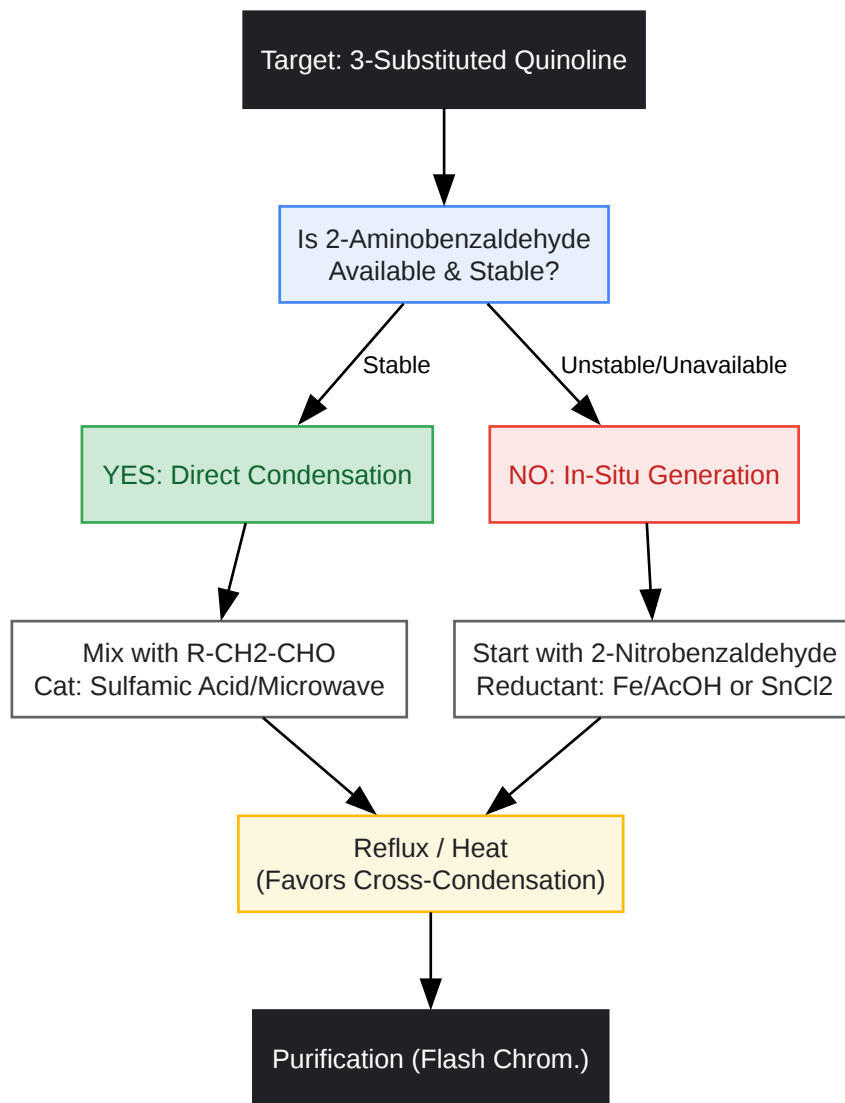 Target: 3-Substituted Quinoline
Is 2-Aminobenzaldehyde
Available & Stable?
Stable
Unstable/Unavailable
YES: Direct Condensation
NO: In-Situ Generation
Mix with R-CH2-CHO
Cat: Sulfamic Acid/Microwave
Start with 2-Nitrobenzaldehyde
Reductant: Fe/AcOH or SnCl2
Reflux / Heat
(Favors Cross-Condensation)
Purification (Flash Chrom.)